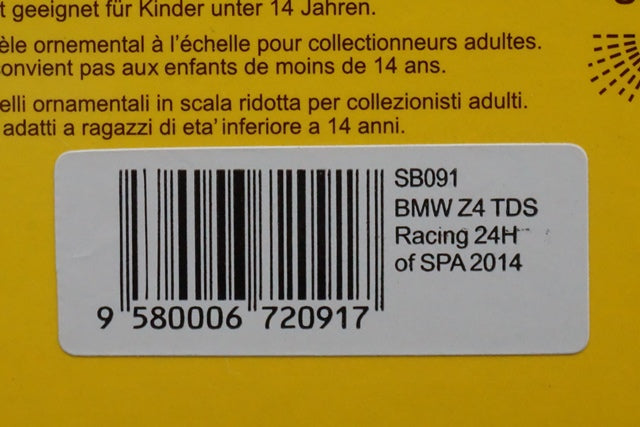 t geeignet für Kinder unter 14 Jahren.
èle ornemental à l'échelle pour collectionneurs adultes.
convient pas aux enfants de moins de 14 ans.
elli ornamentali in scala ridotta per collezionisti adulti.
adatti a ragazzi di eta' inferiore a 14 anni.
SB091
BMW Z4 TDS
Racing 24H
of SPA 2014
9 580006 720917